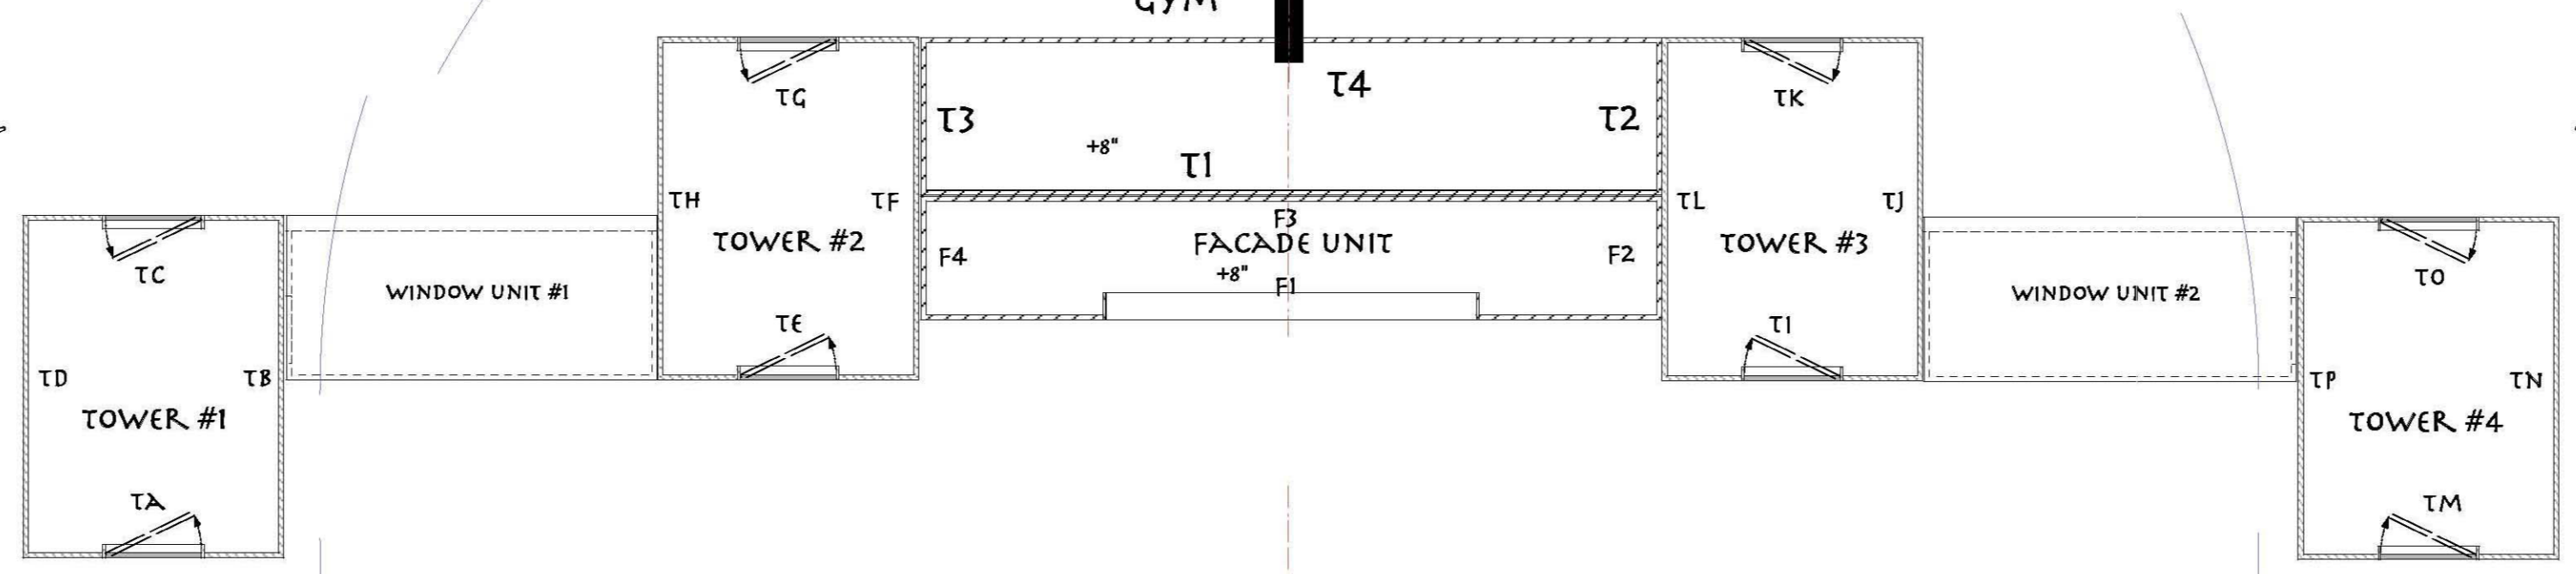 GYM
TG
T4
TK
T3
T2
+8"
T1
TH
TF
TL
TJ
F3
TOWER #2
FACADE UNIT
TOWER #3
F4
F2
+8"
F1
TC
TO
WINDOW UNIT #1
WINDOW UNIT #2
TE
TI
TD
TB
TP
TN
TOWER #1
TOWER #4
TA
TM